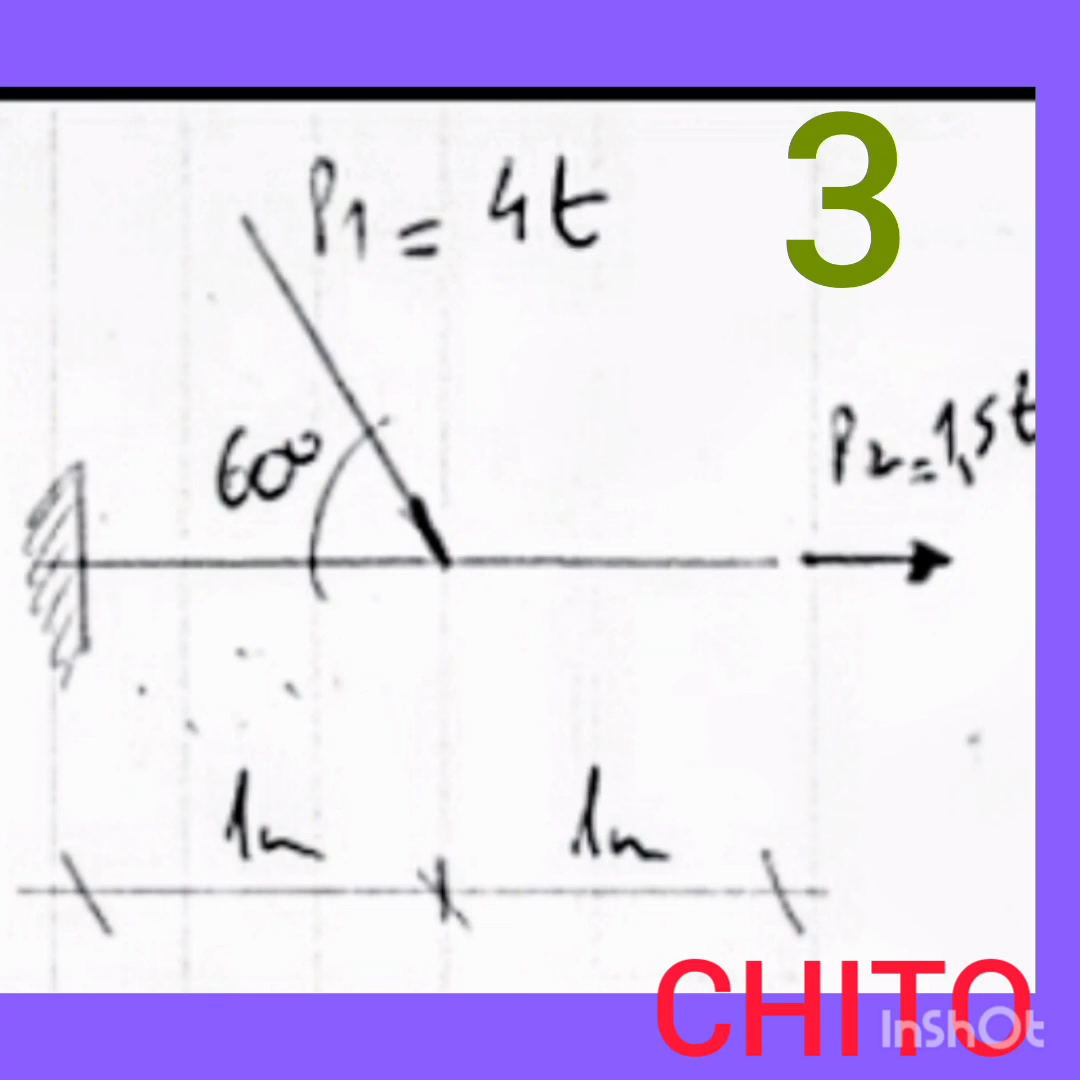 3
P1 = 4t
P2=1,5t
60°
1m 1m
CHITO
InShOt